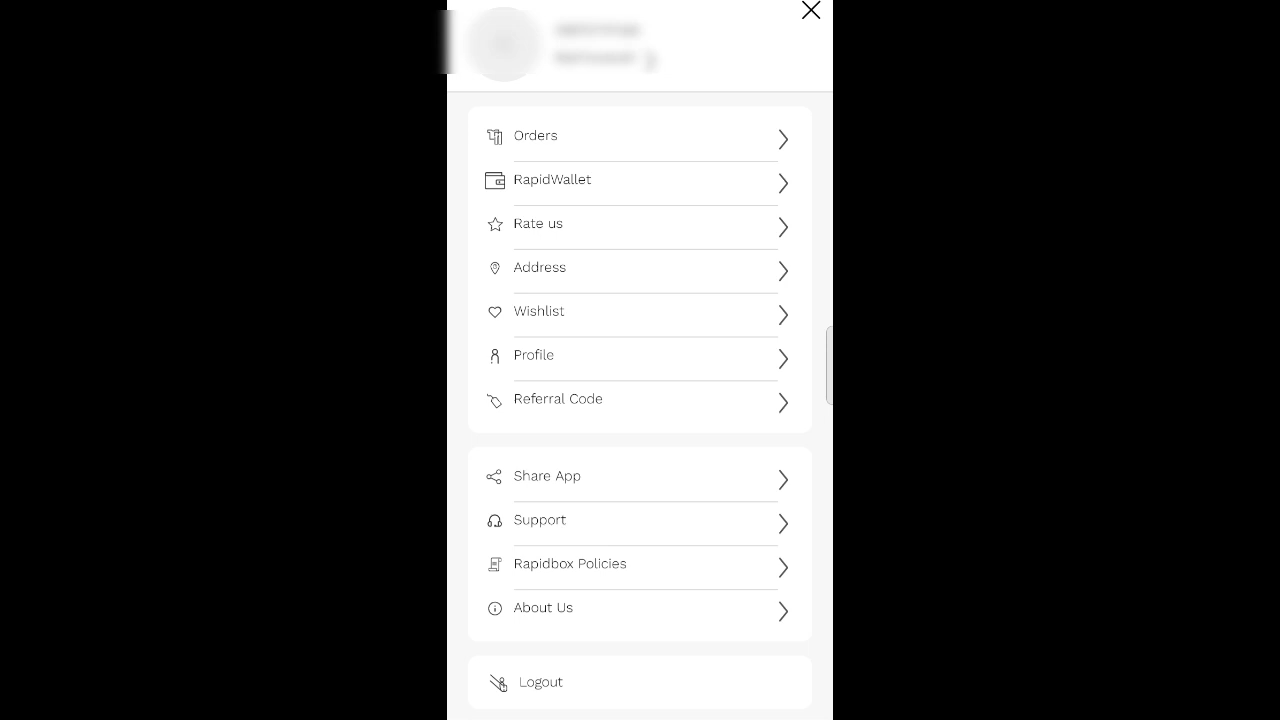 Orders
RapidWallet
Rate us
Address
Wishlist
Profile
Referral Code
Share App
Support
Rapidbox Policies
About Us
Logout